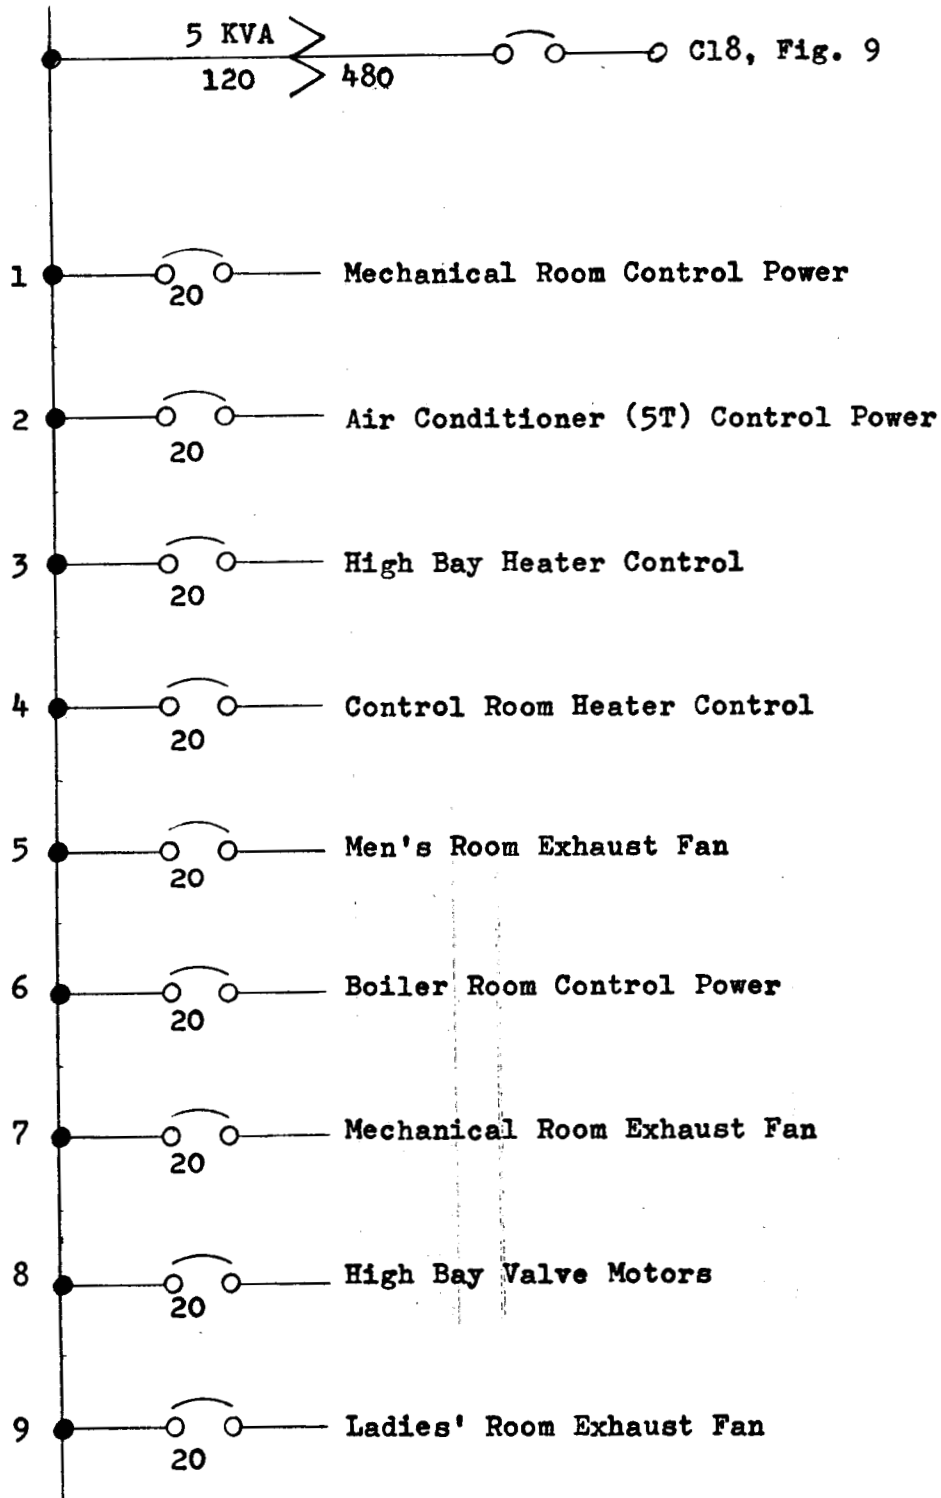 5 KVA
120 480 C18, Fig. 9
1 Mechanical Room Control Power
20
2 Air Conditioner (5T) Control Power
20
3 High Bay Heater Control
20
4 Control Room Heater Control
20
5 Men's Room Exhaust Fan
20
6 Boiler Room Control Power
20
7 Mechanical Room Exhaust Fan
20
8 High Bay Valve Motors
20
9 Ladies' Room Exhaust Fan
20